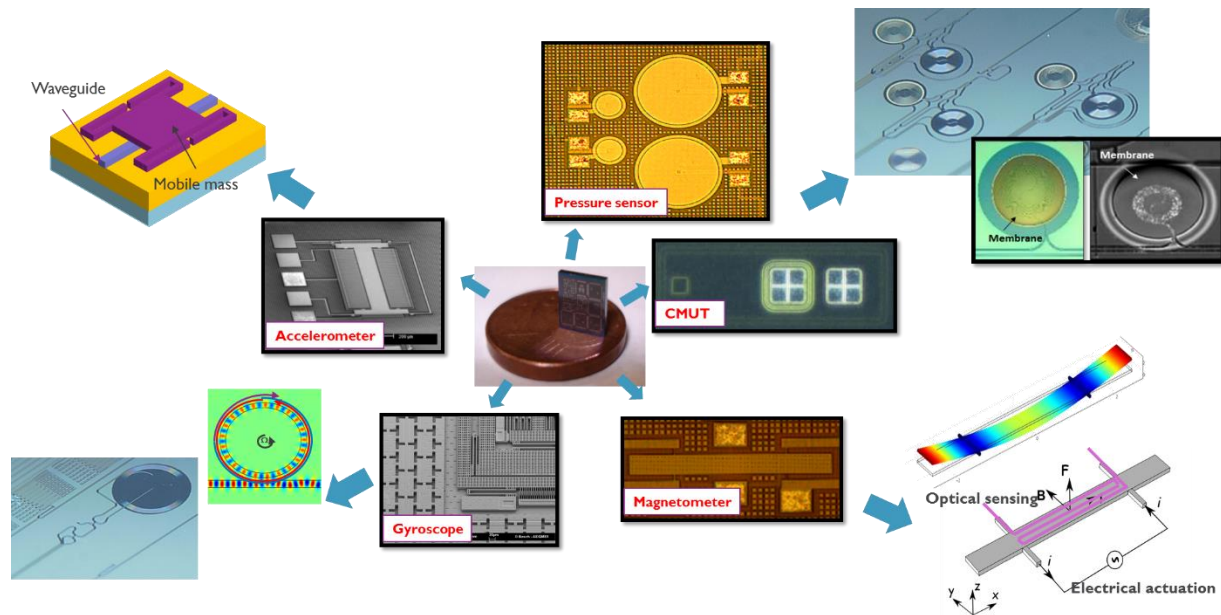 Waveguide
Mobile mass
Pressure sensor
Membrane
Membrane
Accelerometer
CMUT
Gyroscope
Ω
Magnetometer
Optical sensing
F
B
i
i
S
Electrical actuation
z
y
x